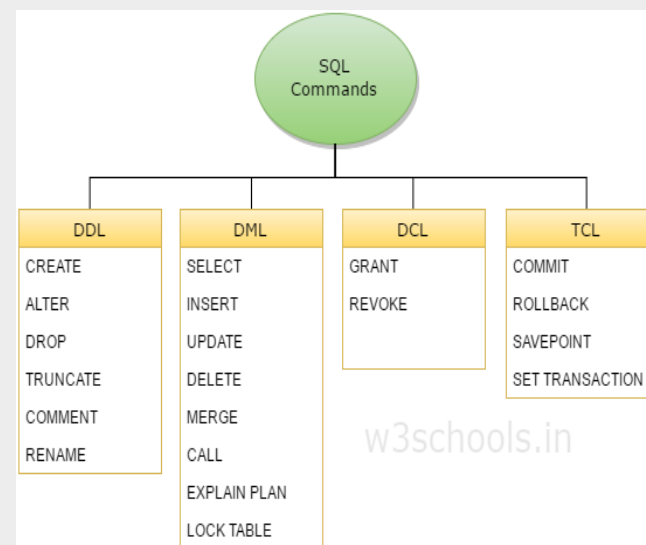 SQL
Commands
DDL
CREATE
ALTER
DROP
TRUNCATE
COMMENT
RENAME
DML
SELECT
INSERT
UPDATE
DELETE
MERGE
CALL
EXPLAIN PLAN
LOCK TABLE
DCL
GRANT
REVOKE
TCL
COMMIT
ROLLBACK
SAVEPOINT
SET TRANSACTION
w3schools.in